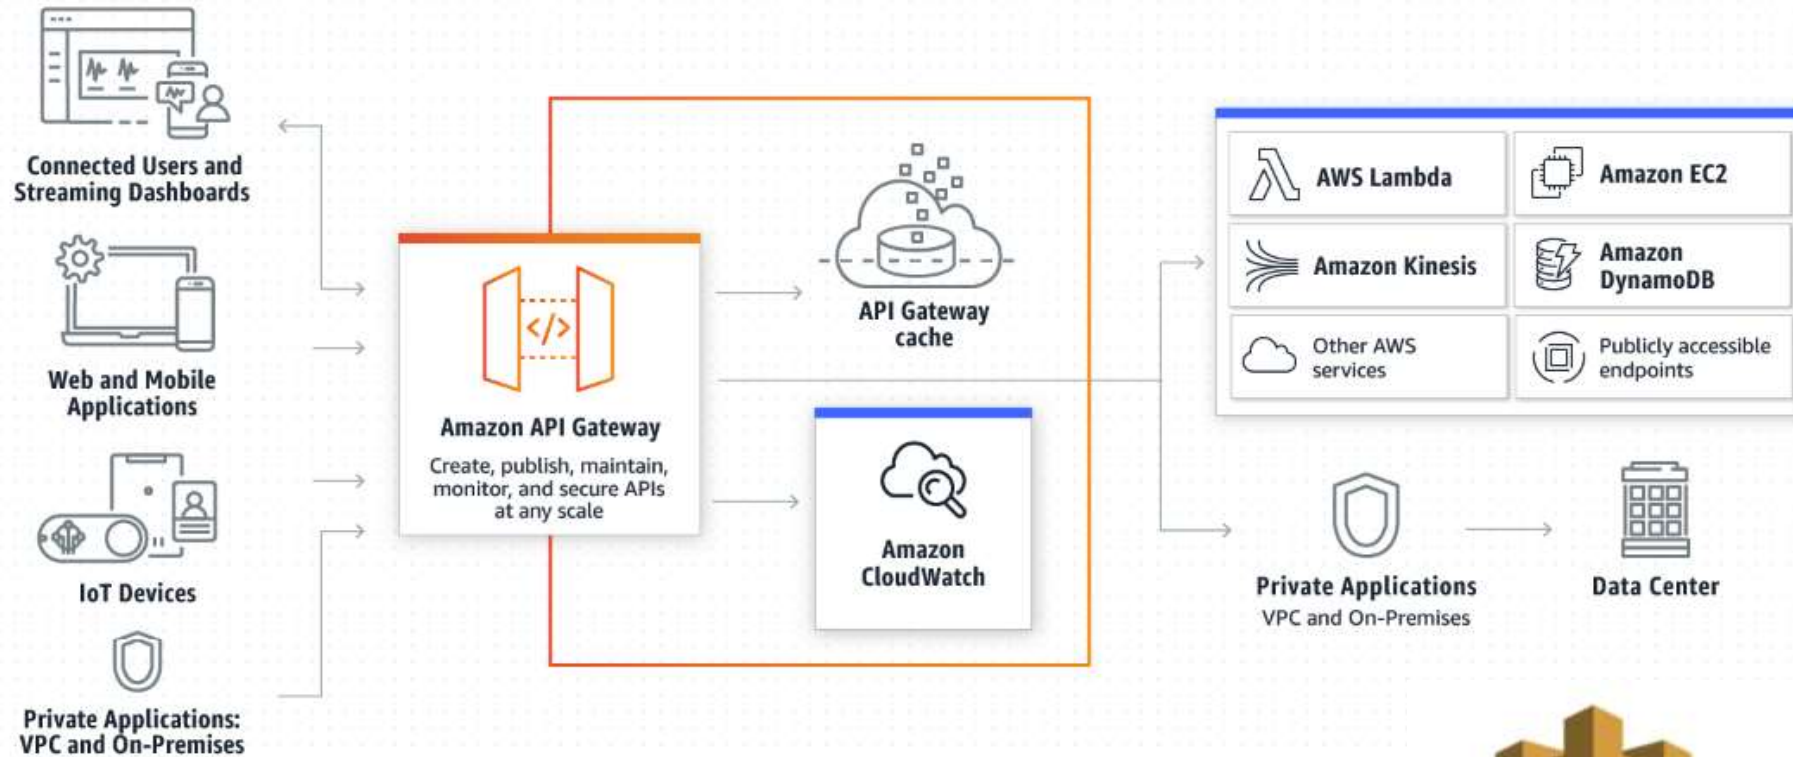 Connected Users and
Streaming Dashboards
Web and Mobile
Applications
IoT Devices
Private Applications:
VPC and On-Premises
</>
Amazon API Gateway
Create, publish, maintain,
monitor, and secure APIs
at any scale
API Gateway
cache
Amazon
CloudWatch
AWS Lambda
Amazon EC2
Amazon Kinesis
Amazon
DynamoDB
Other AWS
services
Publicly accessible
endpoints
Private Applications
VPC and On-Premises
Data Center